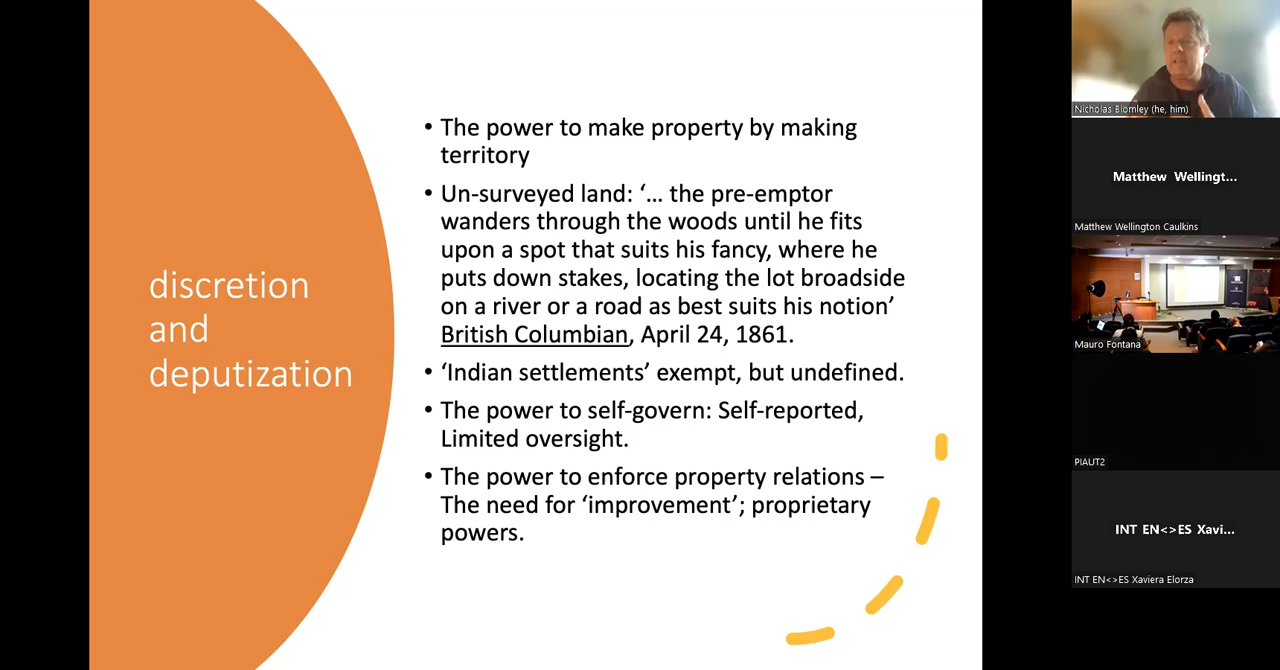 discretion
and
deputization
• The power to make property by making
territory
• Un-surveyed land: ‘… the pre-emptor
wanders through the woods until he fits
upon a spot that suits his fancy, where he
puts down stakes, locating the lot broadside
on a river or a road as best suits his notion’
British Columbian, April 24, 1861.
• ‘Indian settlements’ exempt, but undefined.
• The power to self-govern: Self-reported,
Limited oversight.
• The power to enforce property relations –
The need for ‘improvement’; proprietary
powers.
Nicholas Blomley (he, him)
Matthew Wellingt...
Matthew Wellington Caulkins
Mauro Fontana
PIAUT2
INT EN<>ES Xavi...
INT EN<>ES Xaviera Elorza